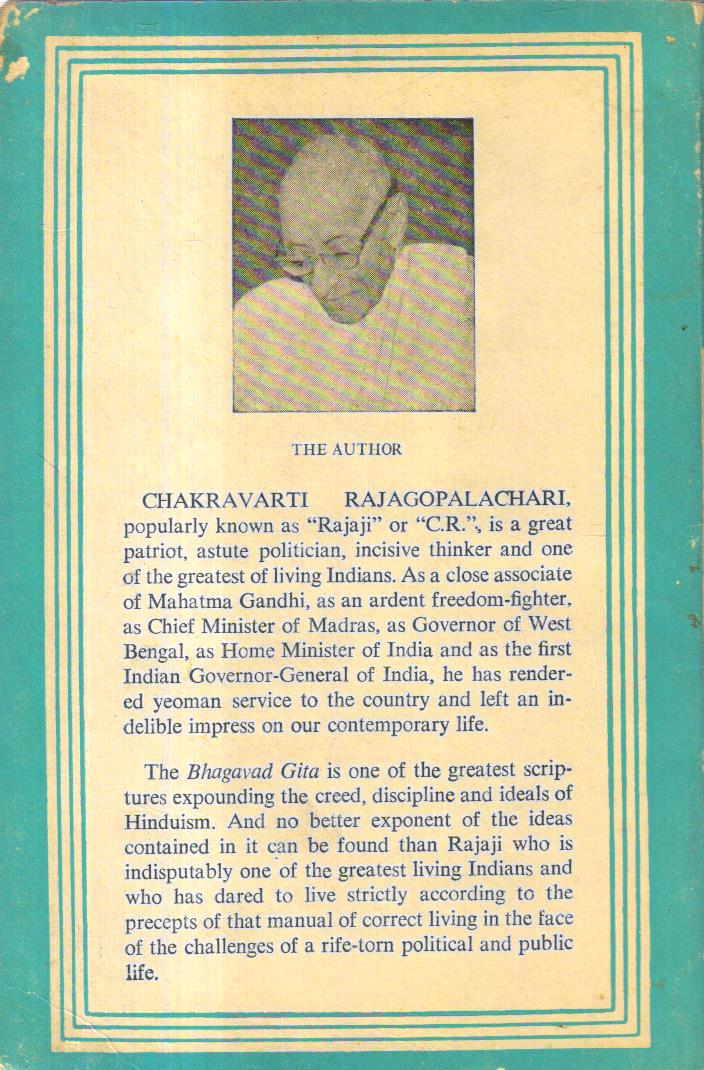 THE AUTHOR
CHAKRAVARTI RAJAGOPALACHARI,
popularly known as “Rajaji” or “C.R.”, is a great
patriot, astute politician, incisive thinker and one
of the greatest of living Indians. As a close associate
of Mahatma Gandhi, as an ardent freedom-fighter,
as Chief Minister of Madras, as Governor of West
Bengal, as Home Minister of India and as the first
Indian Governor-General of India, he has render-
ed yeoman service to the country and left an in-
delible impress on our contemporary life.
The Bhagavad Gita is one of the greatest scrip-
tures expounding the creed, discipline and ideals of
Hinduism. And no better exponent of the ideas
contained in it can be found than Rajaji who is
indisputably one of the greatest living Indians and
who has dared to live strictly according to the
precepts of that manual of correct living in the face
of the challenges of a rife-torn political and public
life.